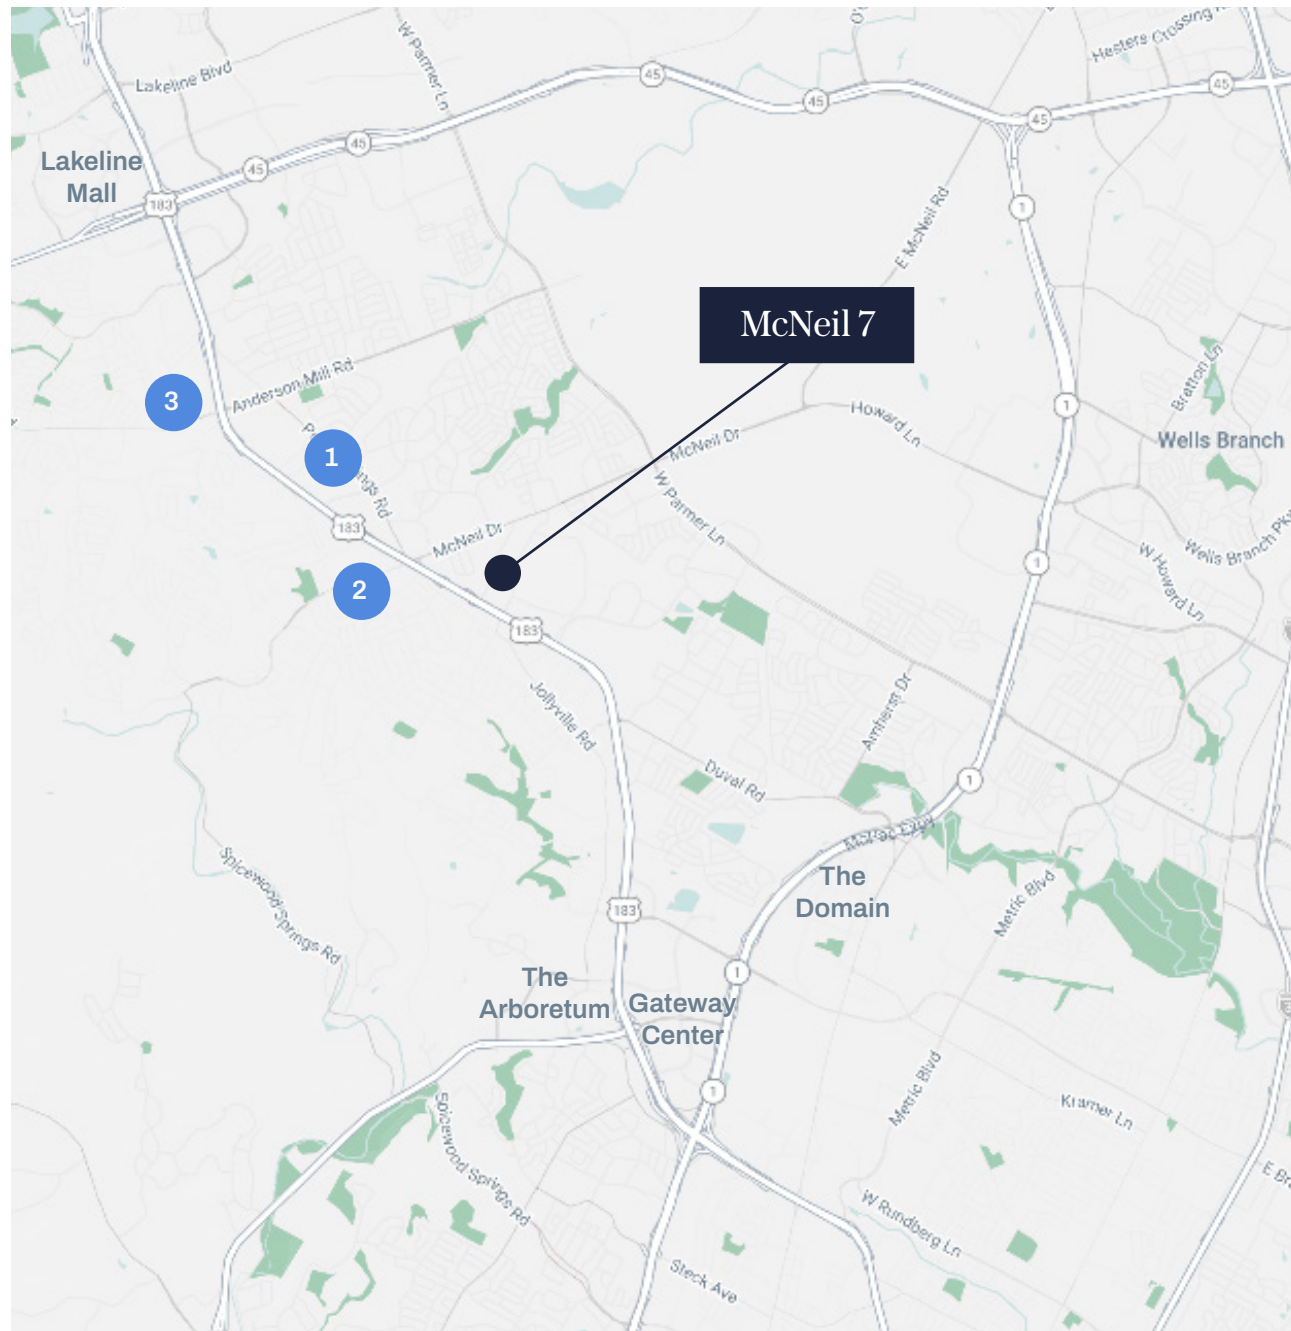 W Parmer Ln
Hesters Crossing
Lakeline Blvd
45
45
45
45
45
45
Lakeline
Mall
183
1
E McNeil Rd
McNeil 7
Anderson Mill Rd
3
1
Bratton Ln
Howard Ln
McNeil Dr
Wells Branch
1
ngs Rd
W Parmer Ln
183
McNeil Dr
Wells Branch
W Howard Ln
1
2
183
Jollyville Rd
Amherst Dr
Duval Rd
1
The
Domain
Metric Blvd
Spicewood Springs Rd
183
The
Arboretum
Gateway
Center
1
1
Metric Blvd
Kramer Ln
Spicewood Springs Rd
W Rundberg Ln
Steck Ave